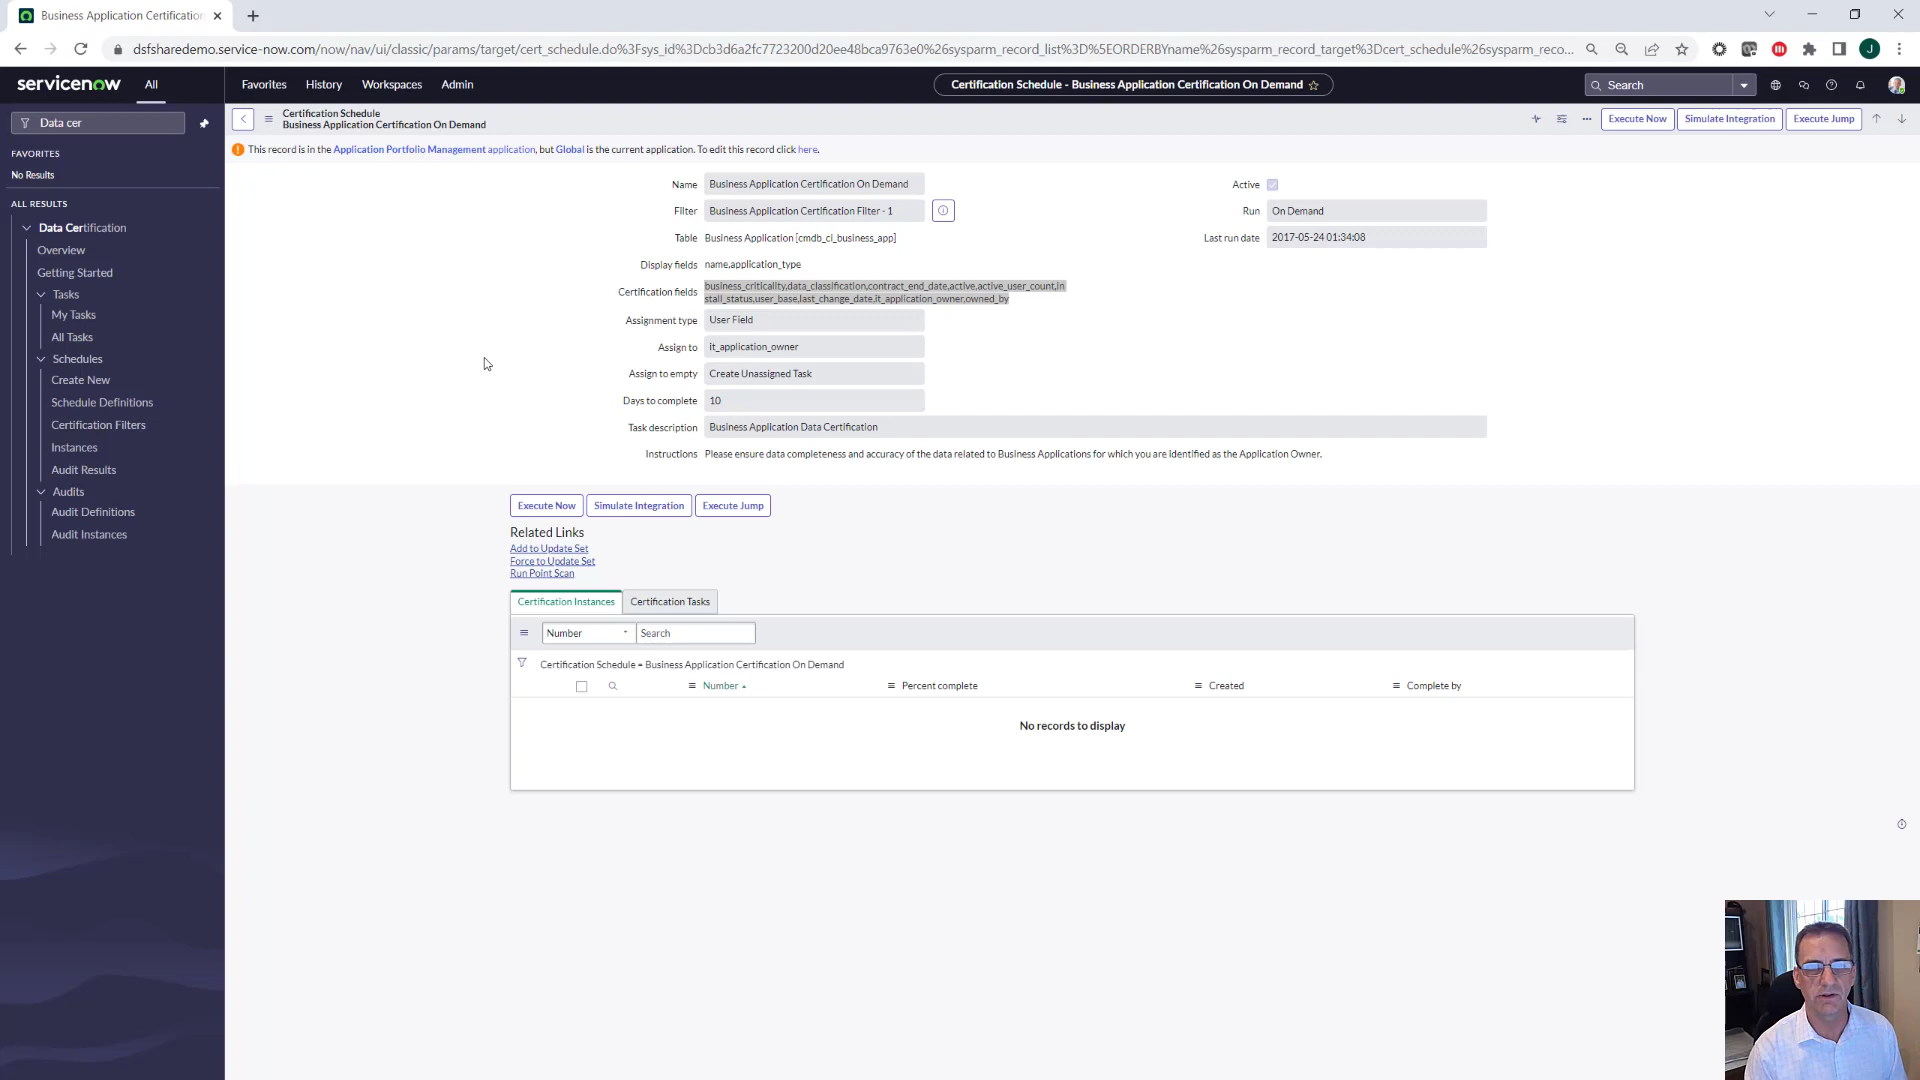 Business Application Certification
dsfsharedemo.service-now.com/now/nav/ui/classic/params/target/cert_schedule.do%3Fsys_id%3Dcb3d6a2fc7723200d20ee48bca9763e0%26sysparm_record_list%3D%5EORDERBYname%26sysparm_record_target%3Dcert_schedule%26sysparm_reco...
J
servicenow
All
Favorites
History
Workspaces
Admin
Certification Schedule - Business Application Certification On Demand
Search
Data cer
FAVORITES
No Results
ALL RESULTS
Data Certification
Overview
Getting Started
Tasks
My Tasks
All Tasks
Schedules
Create New
Schedule Definitions
Certification Filters
Instances
Audit Results
Audits
Audit Definitions
Audit Instances
Certification Schedule
Business Application Certification On Demand
Execute Now
Simulate Integration
Execute Jump
This record is in the Application Portfolio Management application, but Global is the current application. To edit this record click here.
Name Business Application Certification On Demand
Filter Business Application Certification Filter - 1
Table Business Application [cmdb_ci_business_app]
Display fields name,application_type
Certification fields business_criticality,data_classification,contract_end_date,active,active_user_count,in
stall_status,user_base,last_change_date,it_application_owner,owned_by
Assignment type User Field
Assign to it_application_owner
Assign to empty Create Unassigned Task
Days to complete 10
Task description Business Application Data Certification
Instructions Please ensure data completeness and accuracy of the data related to Business Applications for which you are identified as the Application Owner.
Active
Run On Demand
Last run date 2017-05-24 01:34:08
Execute Now
Simulate Integration
Execute Jump
Related Links
Add to Update Set
Force to Update Set
Run Point Scan
Certification Instances
Certification Tasks
Number
Search
Certification Schedule = Business Application Certification On Demand
Number
Percent complete
Created
Complete by
No records to display